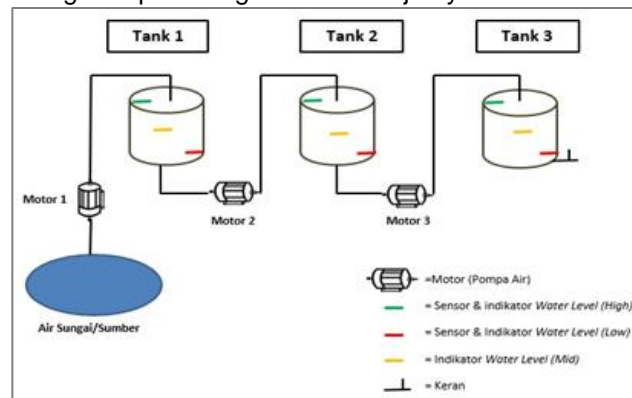 Tank 1
Tank 2
Tank 3
Motor 1
Motor 2
Motor 3
Air Sungai/Sumber
=Motor (Pompa Air)
= Sensor & indikator Water Level (High)
= Sensor & Indikator Water Level (Low)
= Indikator Water Level (Mid)
= Keran